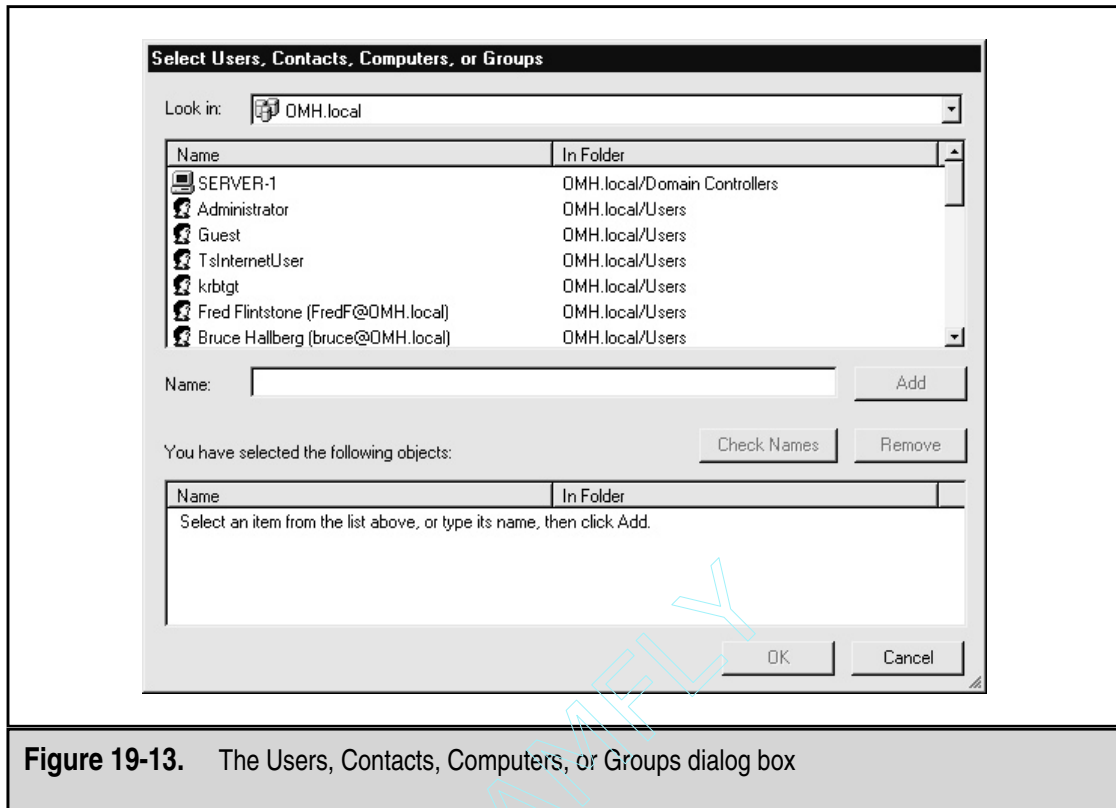 Select Users, Contacts, Computers, or Groups
Look in: OMH.local
Name In Folder
SERVER-1 OMH.local/Domain Controllers
Administrator OMH.local/Users
Guest OMH.local/Users
TsInternetUser OMH.local/Users
krbtgt OMH.local/Users
Fred Flintstone (FredF@OMH.local) OMH.local/Users
Bruce Hallberg (bruce@OMH.local) OMH.local/Users
Name: Add
You have selected the following objects: Check Names Remove
Name In Folder
Select an item from the list above, or type its name, then click Add.
OK Cancel
Figure 19-13. The Users, Contacts, Computers, or Groups dialog box